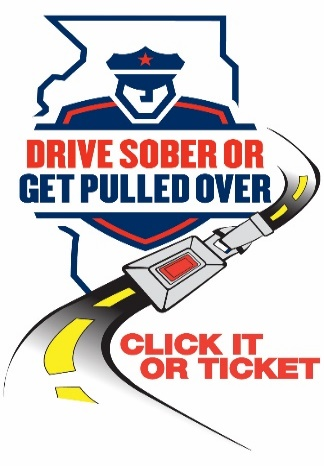 DRIVE SOBER OR
GET PULLED OVER
CLICK IT
OR TICKET